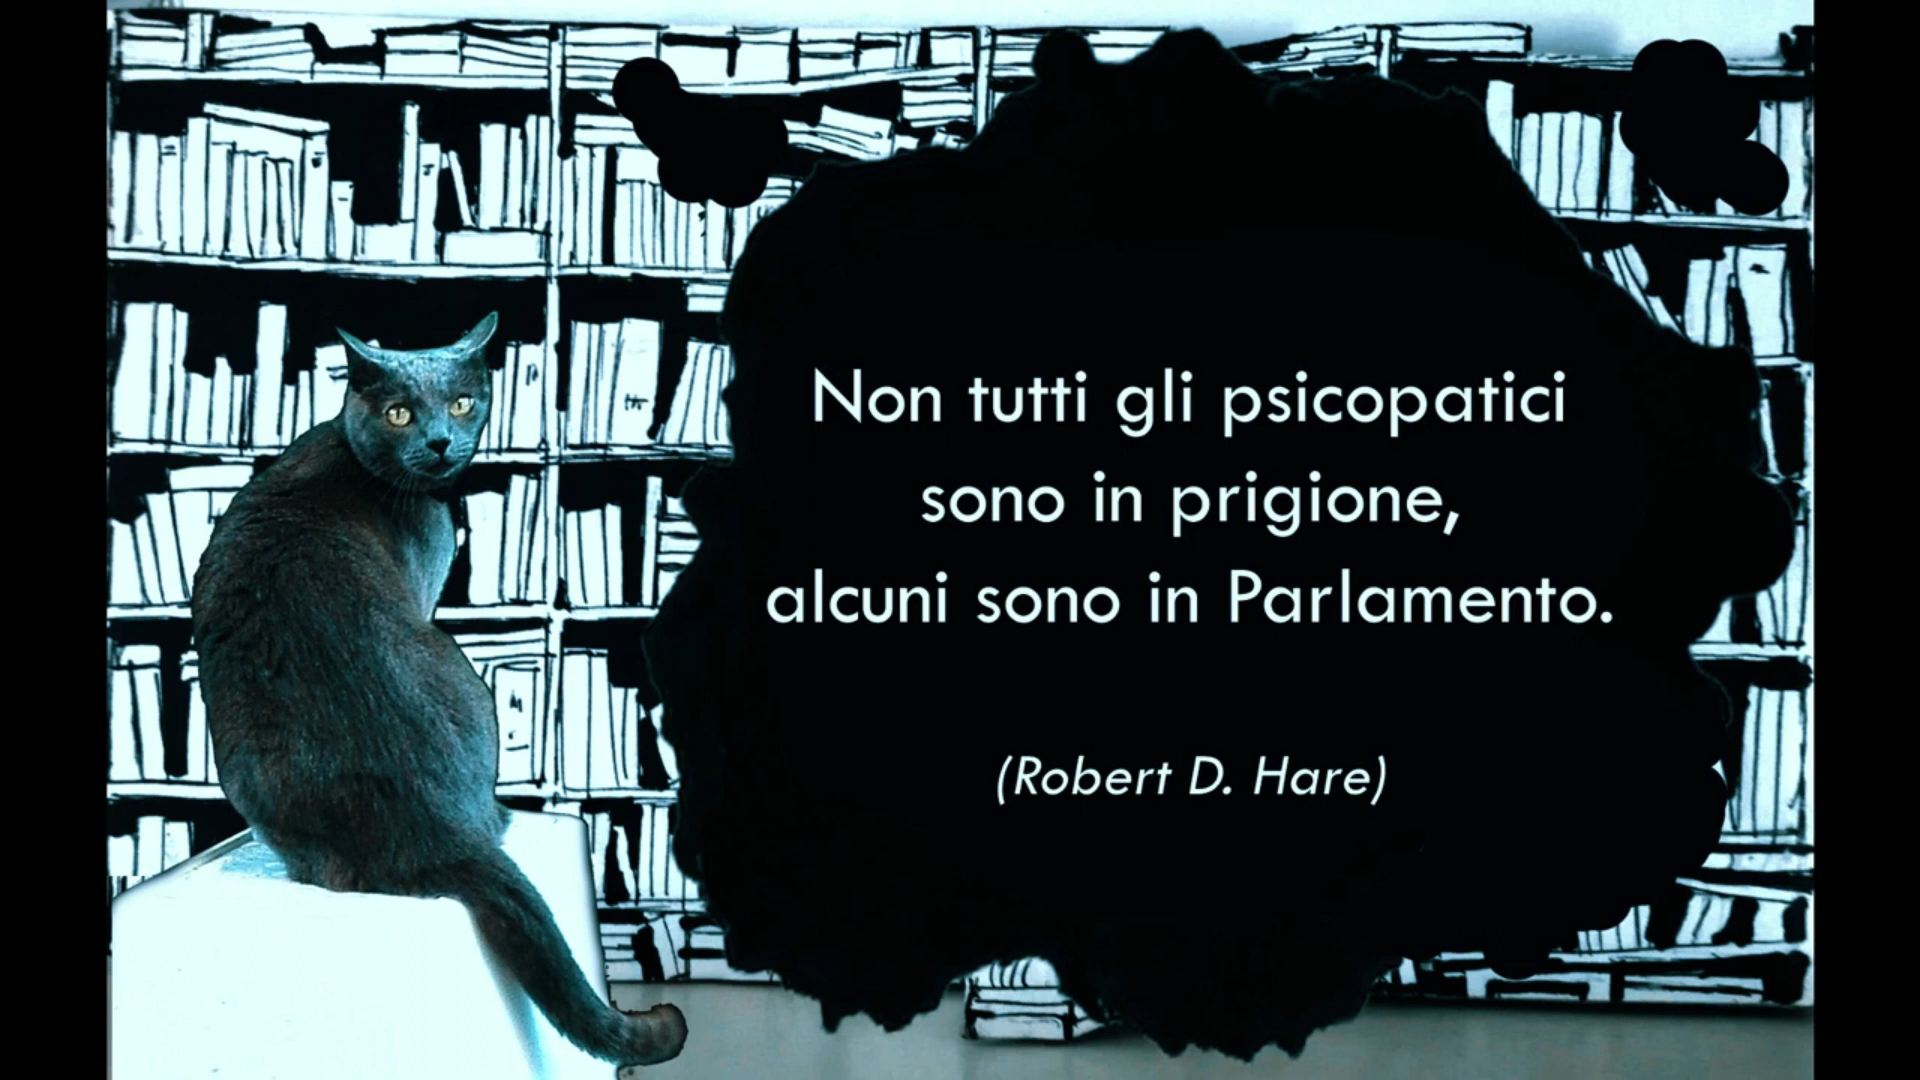 Non tutti gli psicopatici
sono in prigione,
alcuni sono in Parlamento.
(Robert D. Hare)